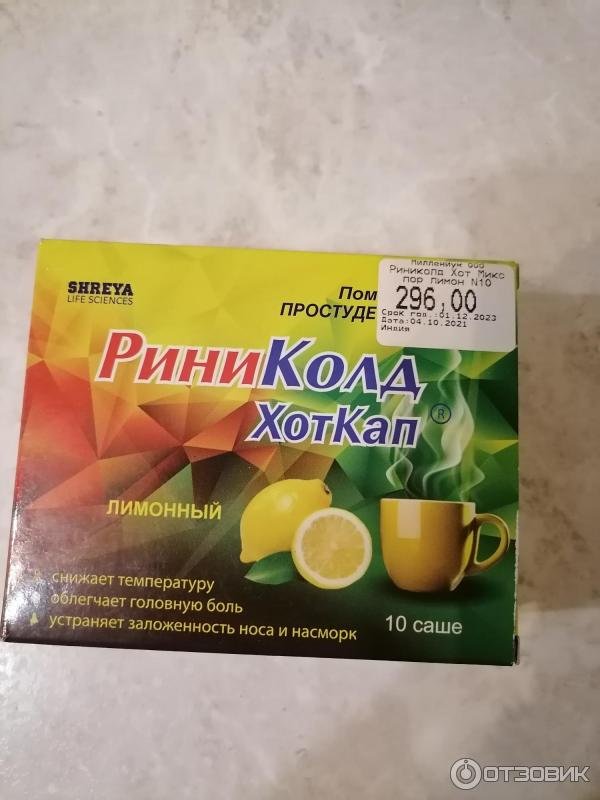 SHREYA
LIFE SCIENCES
Миллениум ООО
Риниколд Хот Микс
пор лимон N10
296,00
Срок год.:01.12.2023
Дата:04.10.2021
Индия
Пом
ПРОСТУДЕ
РиниКолд
ХотКап ®
ЛИМОННЫЙ
снижает температуру
облегчает головную боль
устраняет заложенность носа и насморк
10 саше
ОТЗОВИК